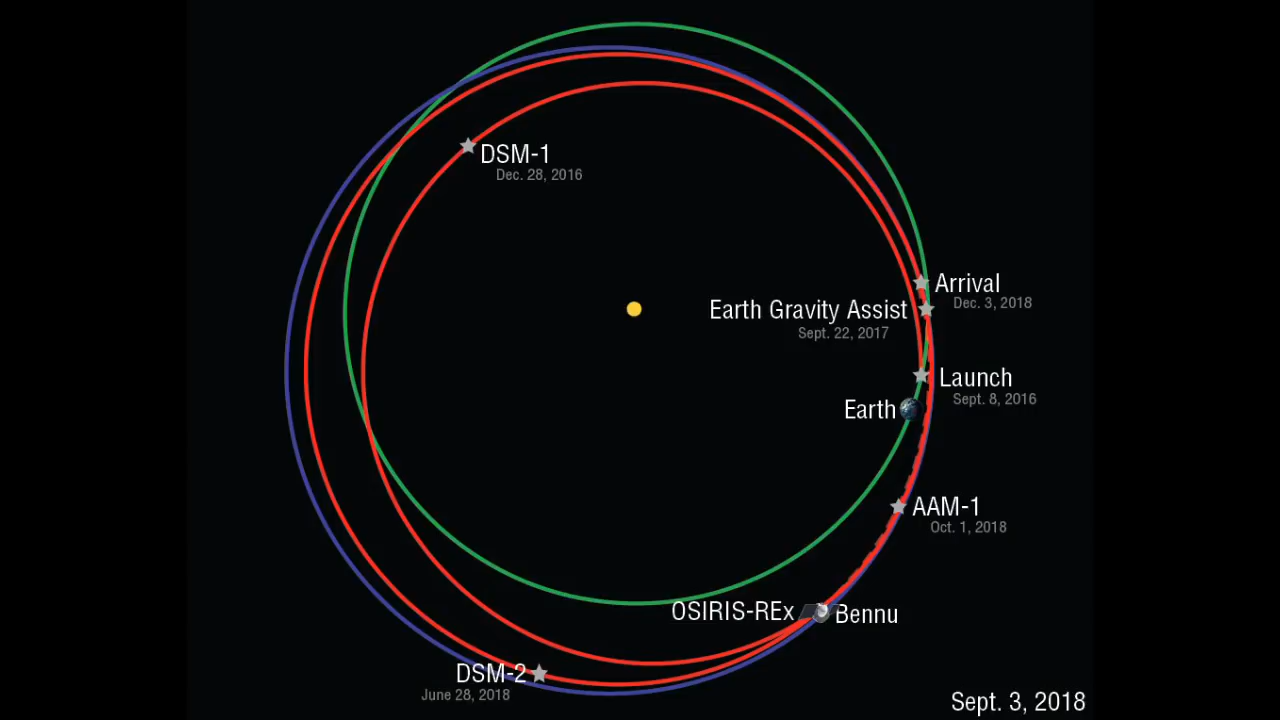 DSM-1
Dec. 28, 2016
Arrival
Dec. 3, 2018
Earth Gravity Assist
Sept. 22, 2017
Launch
Sept. 8, 2016
Earth
AAM-1
Oct. 1, 2018
OSIRIS-REx
Bennu
DSM-2
June 28, 2018
Sept. 3, 2018